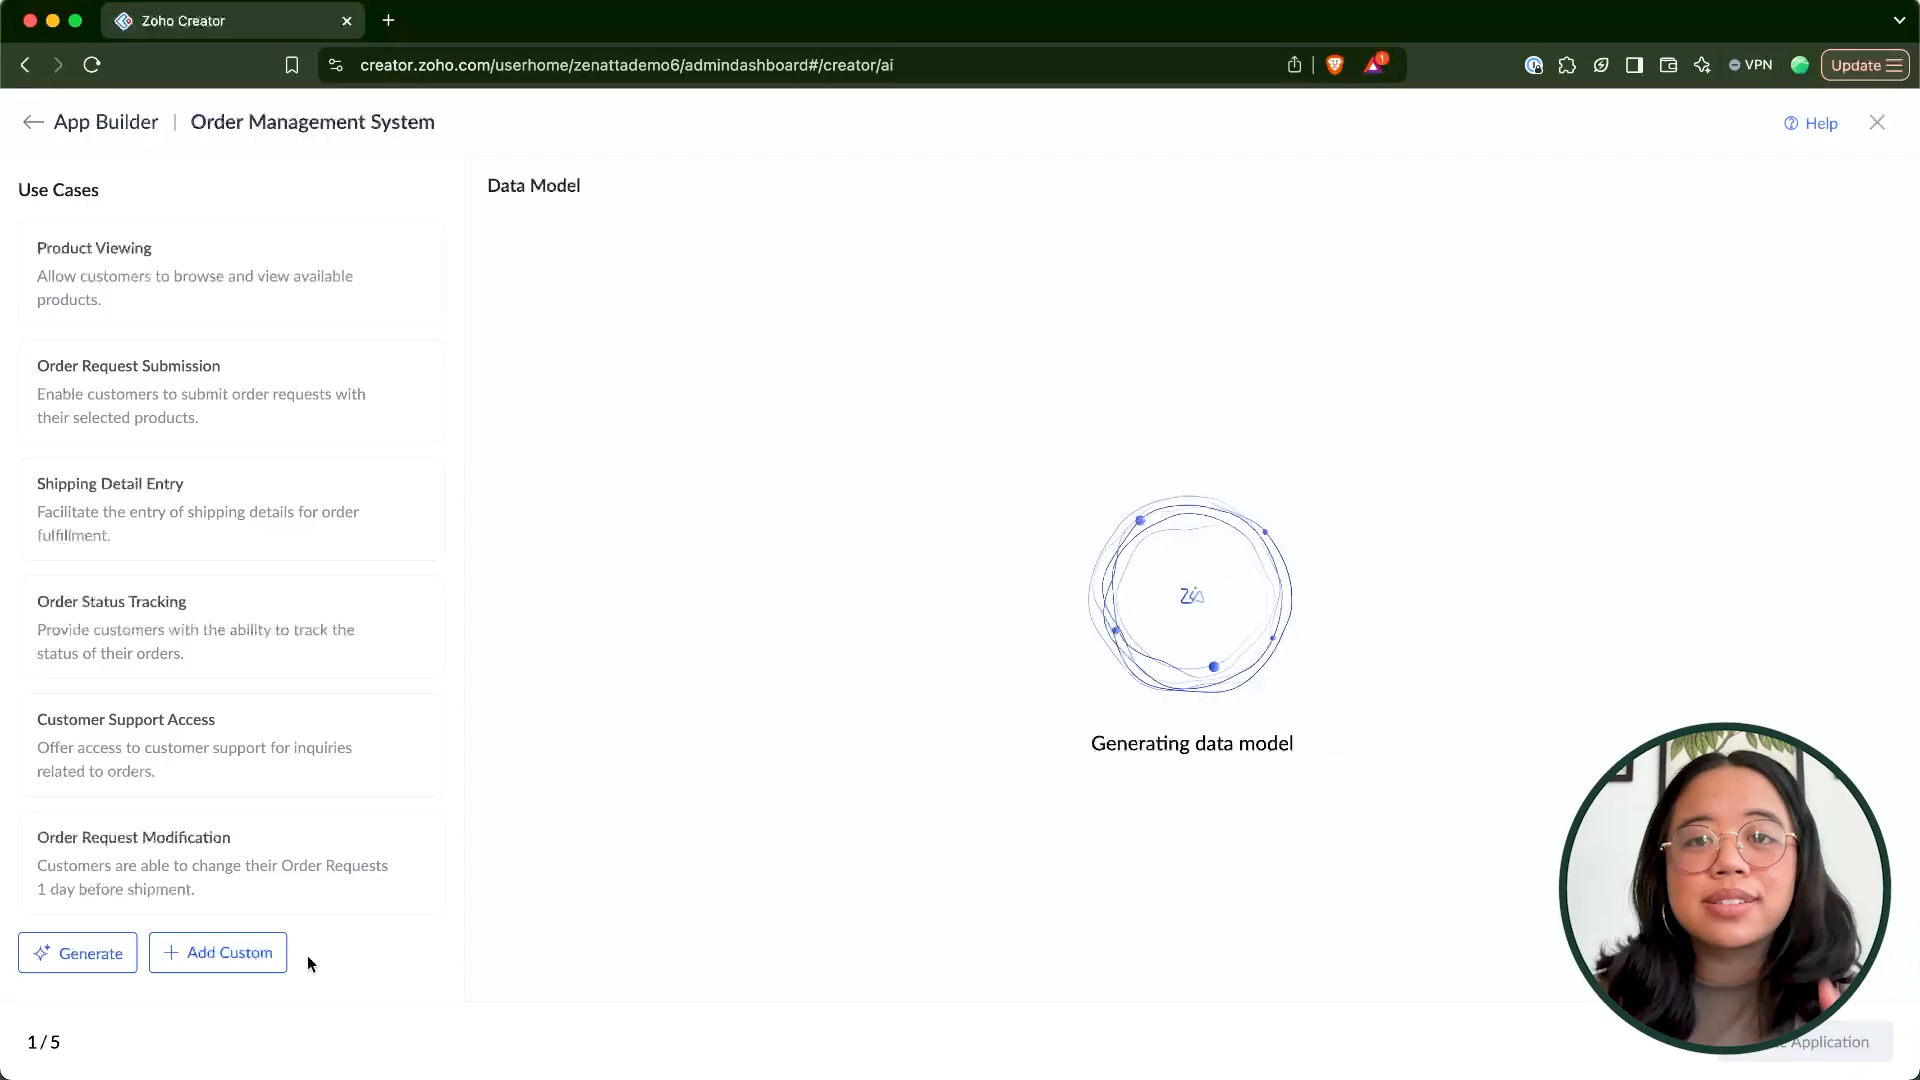 Zoho Creator
creator.zoho.com/userhome/zenattademo6/admindashboard#/creator/ai
1
VPN
Update
App Builder | Order Management System
Help
Use Cases
Data Model
Product Viewing
Allow customers to browse and view available
products.
Order Request Submission
Enable customers to submit order requests with
their selected products.
Shipping Detail Entry
Facilitate the entry of shipping details for order
fulfillment.
Order Status Tracking
Provide customers with the ability to track the
status of their orders.
Customer Support Access
Offer access to customer support for inquiries
related to orders.
Order Request Modification
Customers are able to change their Order Requests
1 day before shipment.
Zia
Generating data model
Generate
Add Custom
1 / 5
Application